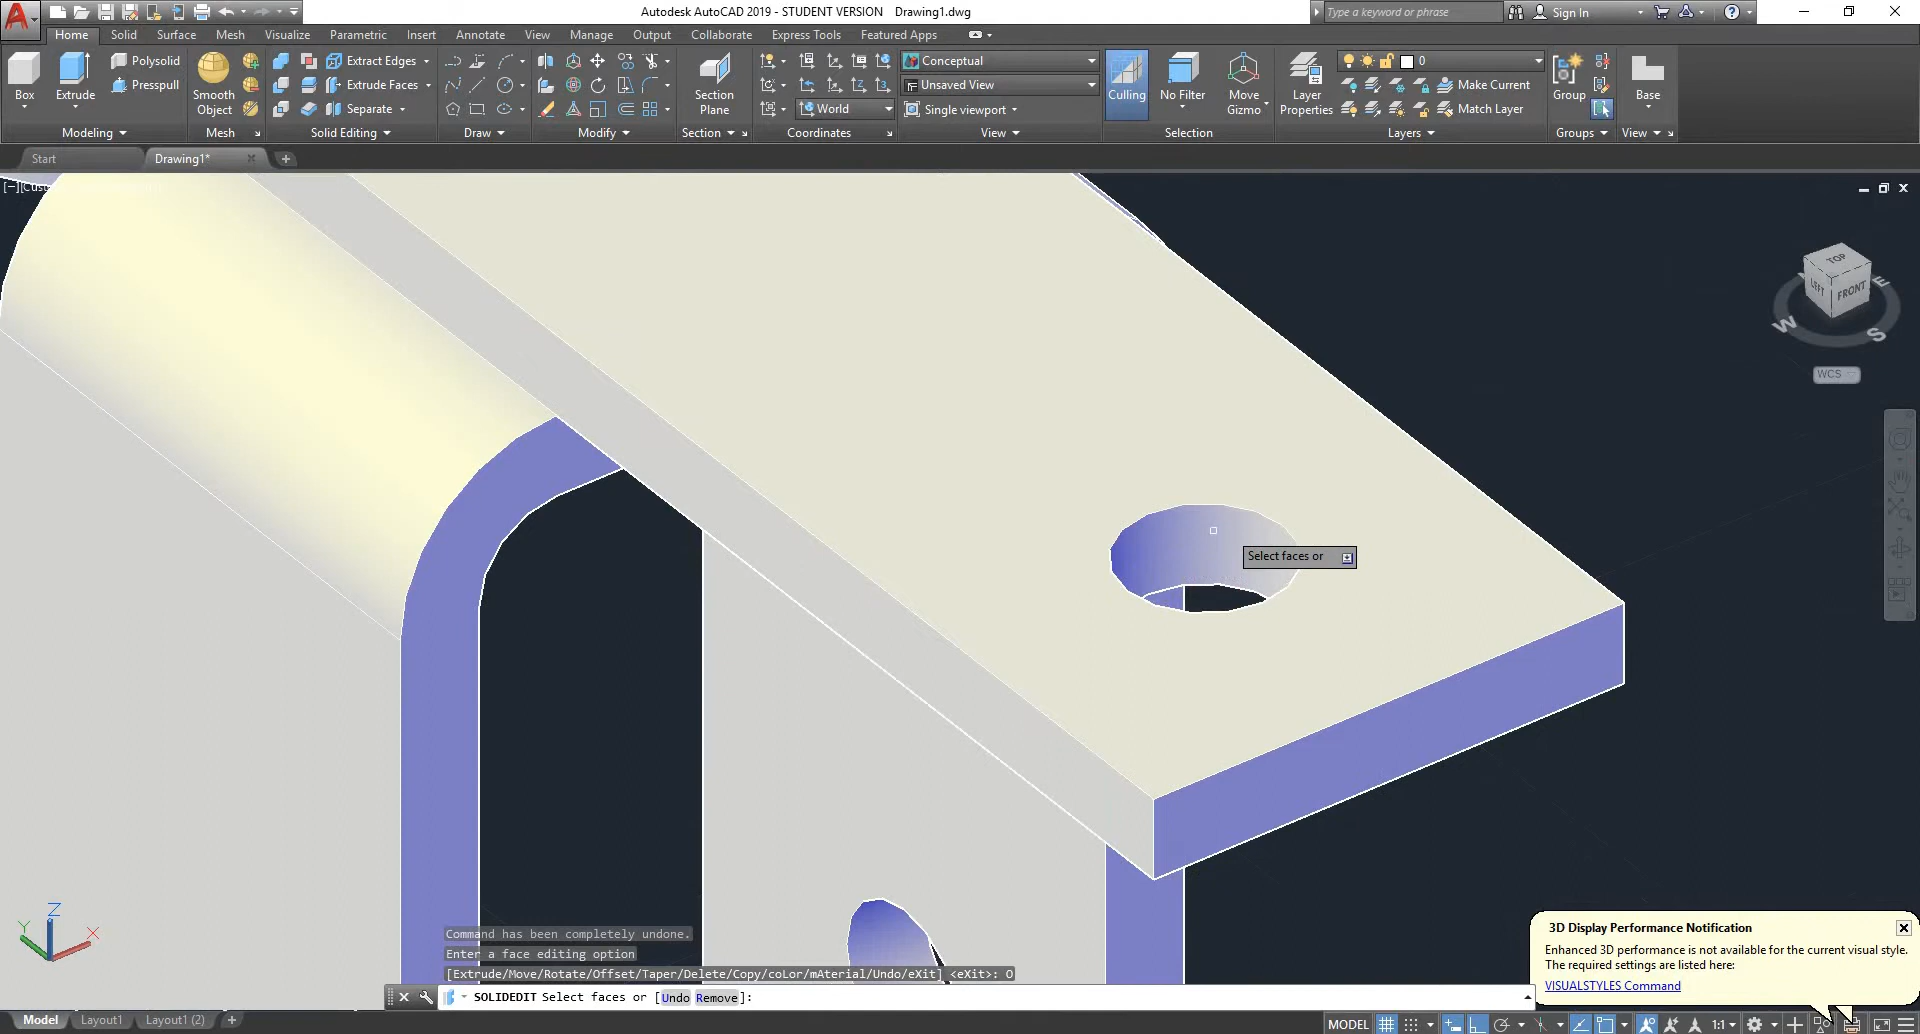 Autodesk AutoCAD 2019 - STUDENT VERSION Drawing1.dwg
Type a keyword or phrase
Sign In
Home Solid Surface Mesh Visualize Parametric Insert Annotate View Manage Output Collaborate Express Tools Featured Apps
Box
Extrude
Polysolid
Presspull
Modeling
Smooth
Object
Mesh
Extract Edges
Extrude Faces
Separate
Solid Editing
Draw
Modify
Section
Plane
Section
World
Coordinates
Conceptual
Unsaved View
Single viewport
View
Culling
No Filter
Move
Gizmo
Selection
Layer
Properties
0
Make Current
Match Layer
Layers
Group
Groups
Base
View
Start
Drawing1*
TOP
LEFT
FRONT
E
W
S
WCS
Select faces or
Z
Y
X
Command has been completely undone.
Enter a face editing option
[Extrude/Move/Rotate/Offset/Taper/Delete/Copy/coLor/mAterial/Undo/eXit] <eXit>: O
SOLIDEDIT Select faces or [Undo Remove]:
3D Display Performance Notification
Enhanced 3D performance is not available for the current visual style.
The required settings are listed here:
VISUALSTYLES Command
Model
Layout1
Layout1 (2)
MODEL
1:1